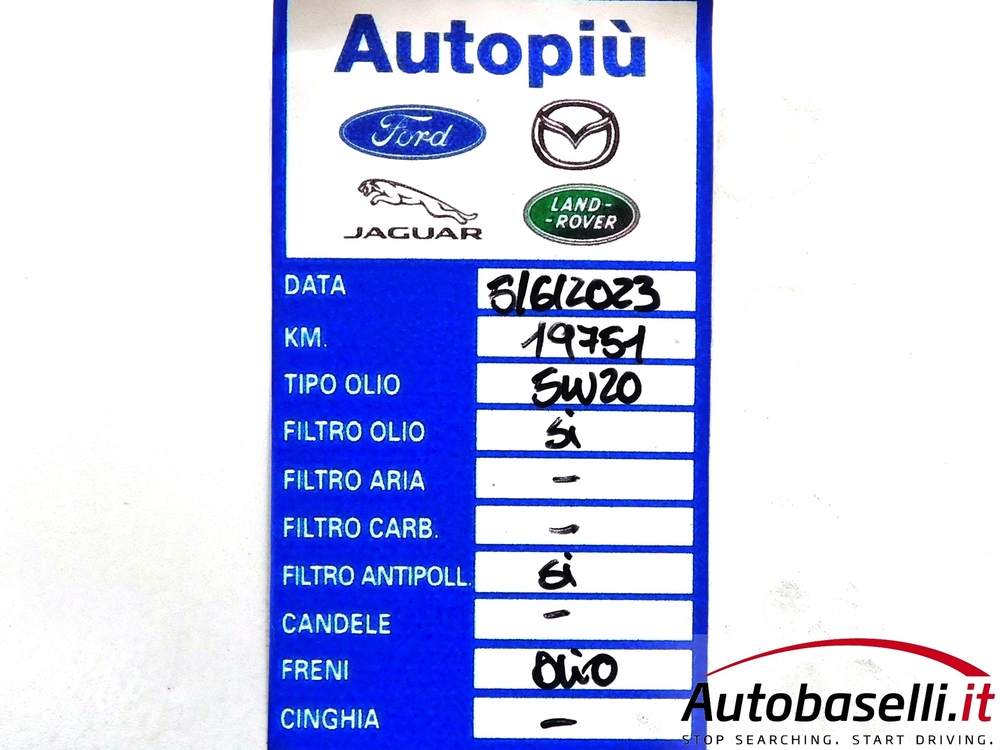 Autopiù
Ford
JAGUAR
LAND-
-ROVER
DATA 5/6/2023
KM. 19751
TIPO OLIO 5W20
FILTRO OLIO si
FILTRO ARIA -
FILTRO CARB. -
FILTRO ANTIPOLL. si
CANDELE -
FRENI OLIO
CINGHIA -
Autobaselli.it
STOP SEARCHING. START DRIVING.